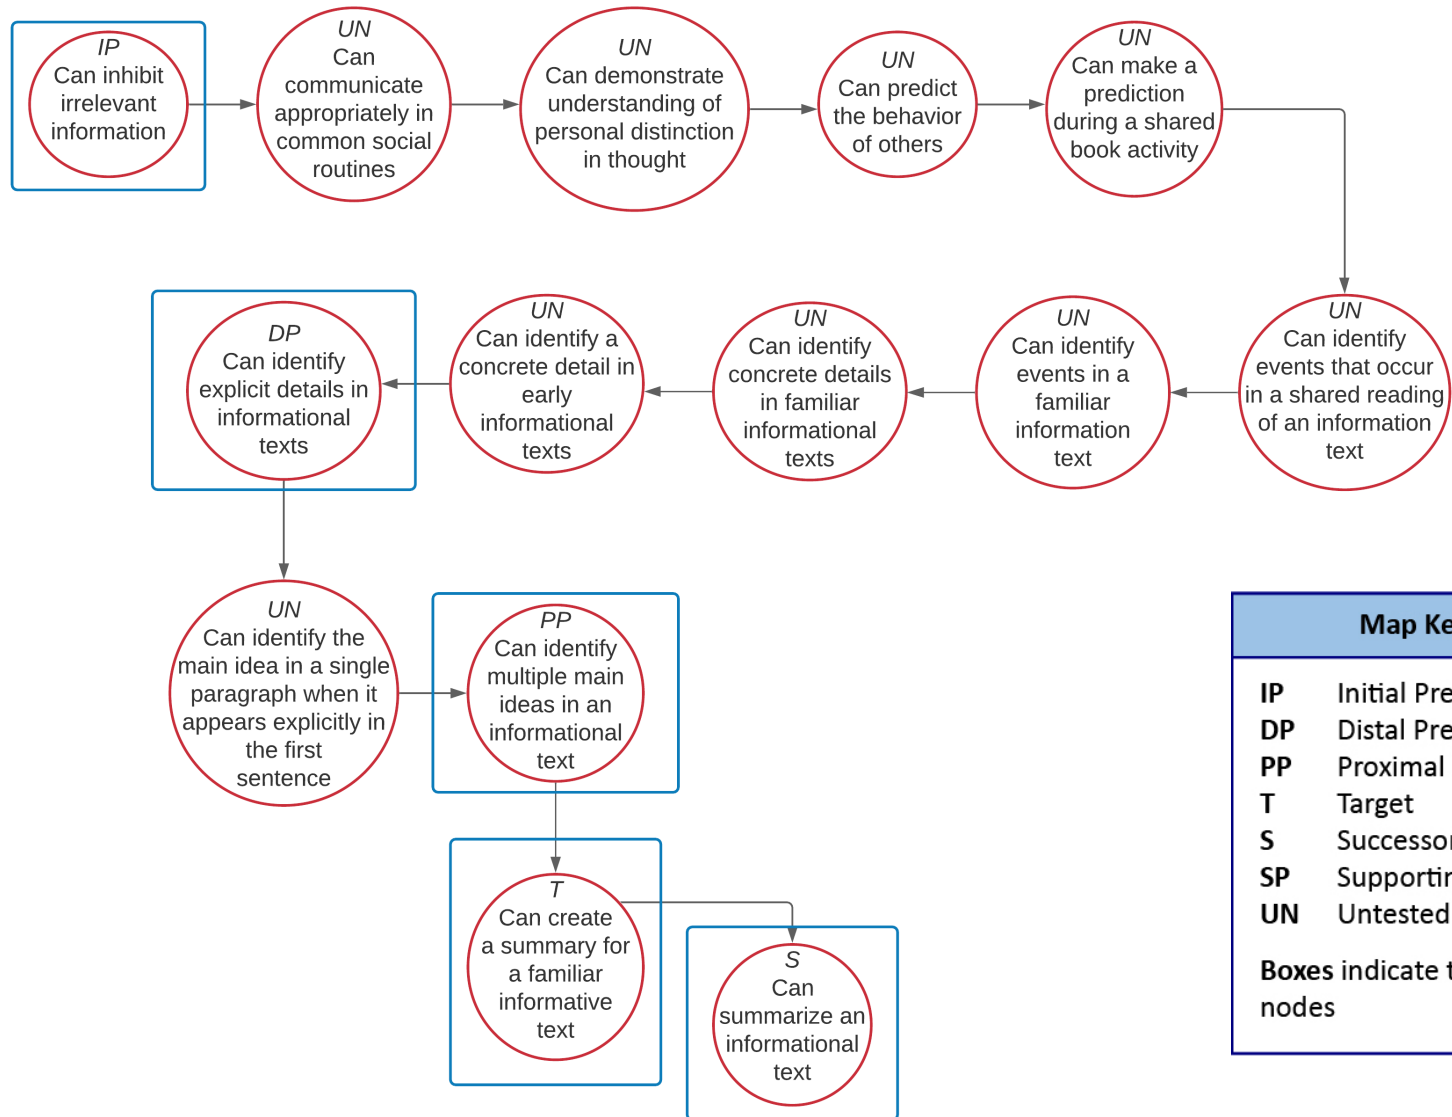 IP
Can inhibit
irrelevant
information
UN
Can
communicate
appropriately in
common social
routines
UN
Can demonstrate
understanding of
personal distinction
in thought
UN
Can predict
the behavior
of others
UN
Can make a
prediction
during a shared
book activity
UN
Can identify
events that occur
in a shared reading
of an information
text
UN
Can identify
events in a
familiar
information
text
UN
Can identify
concrete details
in familiar
informational
texts
UN
Can identify a
concrete detail in
early
informational
texts
DP
Can identify
explicit details in
informational
texts
UN
Can identify the
main idea in a single
paragraph when it
appears explicitly in
the first
sentence
PP
Can identify
multiple main
ideas in an
informational
text
T
Can create
a summary for
a familiar
informative
text
S
Can
summarize an
informational
text
Map
IP Initial
DP Distal
PP Proximal
T Target
S
SP
UN Untested
Boxes indicate
nodes